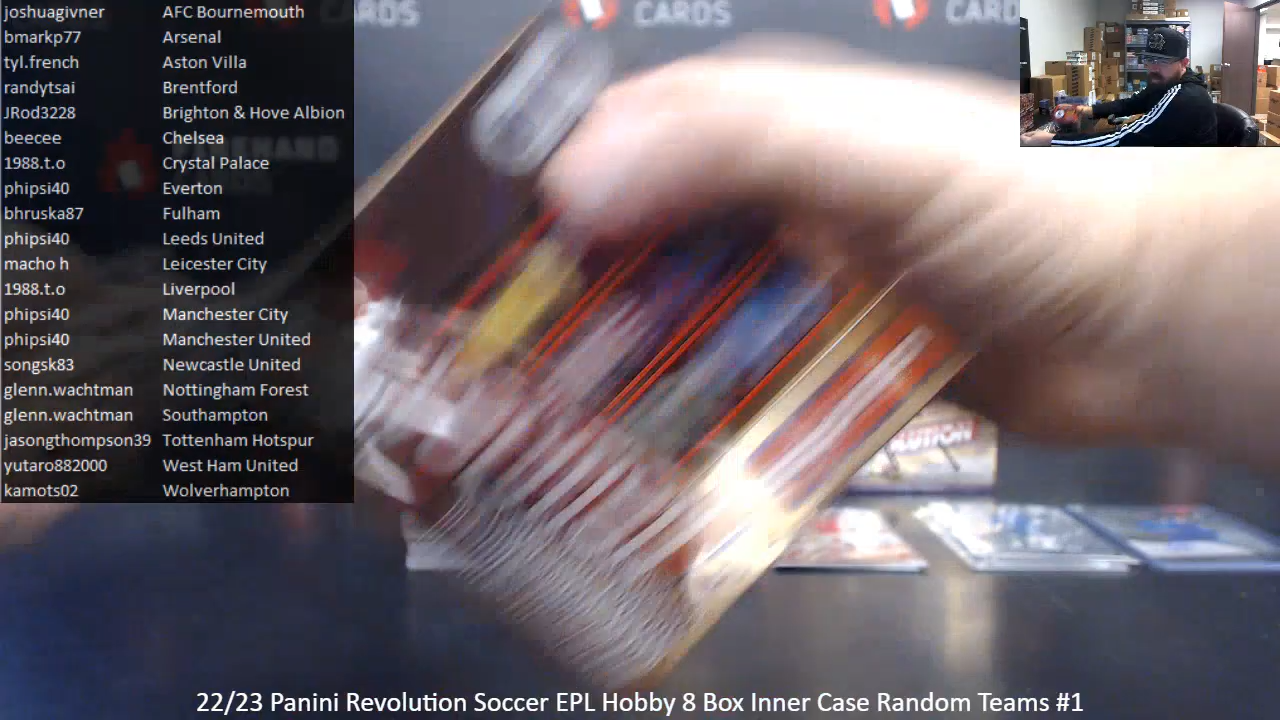 joshuagivner AFC Bournemouth
bmarkp77 Arsenal
tyl.french Aston Villa
randytsai Brentford
JRod3228 Brighton & Hove Albion
beecee Chelsea
1988.t.o Crystal Palace
phipsi40 Everton
bhruska87 Fulham
phipsi40 Leeds United
macho h Leicester City
1988.t.o Liverpool
phipsi40 Manchester City
phipsi40 Manchester United
songsk83 Newcastle United
glenn.wachtman Nottingham Forest
glenn.wachtman Southampton
jasongthompson39 Tottenham Hotspur
yutaro882000 West Ham United
kamots02 Wolverhampton
CARDS
CARDS
CARD
22/23 Panini Revolution Soccer EPL Hobby 8 Box Inner Case Random Teams #1